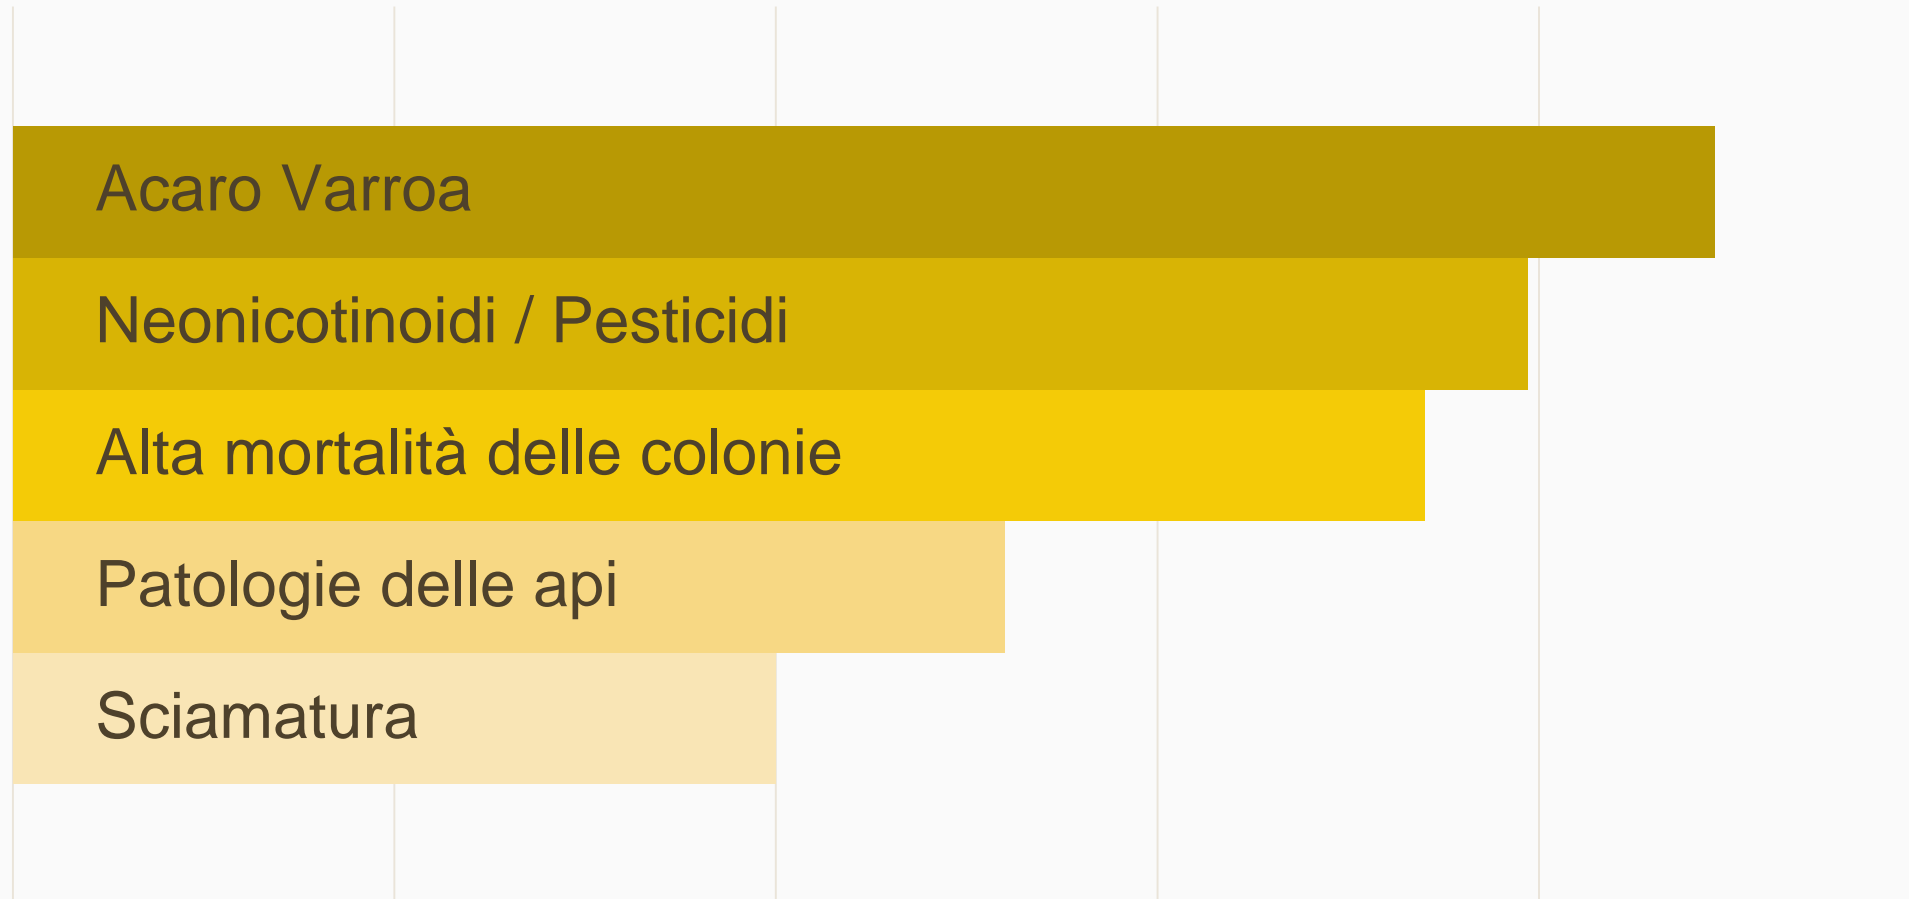 Acaro Varroa
Neonicotinoidi / Pesticidi
Alta mortalità delle colonie
Patologie delle api
Sciamatura